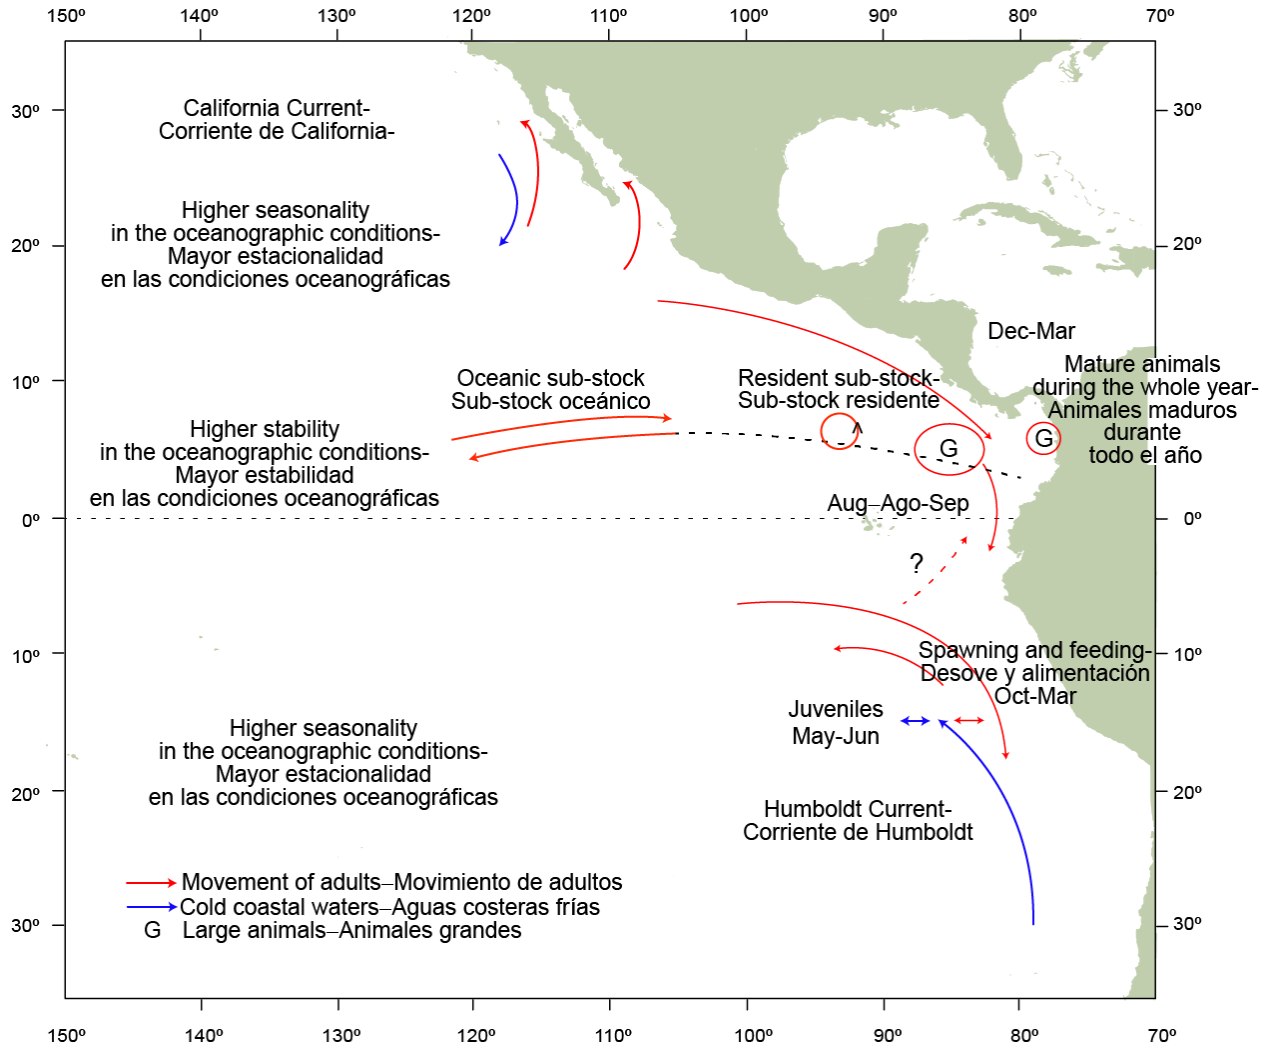 150º 140º 130º 120º 110º 100º 90º 80º 70º
30º
30º
California Current-
Corriente de California-
Higher seasonality
in the oceanographic conditions-
Mayor estacionalidad
en las condiciones oceanográficas
20º
20º
Dec-Mar
10º
10º
Oceanic sub-stock
Sub-stock oceánico
Resident sub-stock-
Sub-stock residente
Mature animals
during the whole year-
Animales maduros
durante
todo el año
G
G
Higher stability
in the oceanographic conditions-
Mayor estabilidad
en las condiciones oceanográficas
Aug–Ago-Sep
0º
0º
?
10º
10º
Spawning and feeding-
Desove y alimentación
Oct-Mar
Juveniles
May-Jun
Higher seasonality
in the oceanographic conditions-
Mayor estacionalidad
en las condiciones oceanográficas
20º
20º
Humboldt Current-
Corriente de Humboldt
Movement of adults–Movimiento de adultos
Cold coastal waters–Aguas costeras frías
G Large animals–Animales grandes
30º
30º
150º 140º 130º 120º 110º 100º 90º 80º 70º